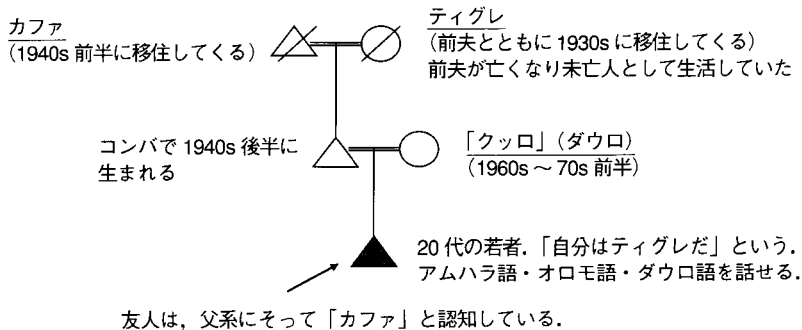 カファ
(1940s 前半に移住してくる)
ティグレ
(前夫とともに 1930s に移住してくる)
前夫が亡くなり未亡人として生活していた
コンバで 1940s 後半に
生まれる
「クッロ」(ダウロ)
(1960s ~ 70s 前半)
20 代の若者.「自分はティグレだ」という.
アムハラ語・オロモ語・ダウロ語を話せる.
友人は,父系にそって「カファ」と認知している.